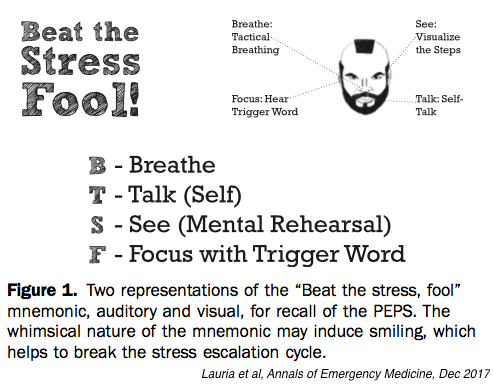 Beat the
Stress
Fool!
Breathe:
Tactical
Breathing
See:
Visualize
the Steps
Focus: Hear
Trigger Word
Talk: Self-
Talk
B - Breathe
T - Talk (Self)
S - See (Mental Rehearsal)
F - Focus with Trigger Word
Figure 1. Two representations of the “Beat the stress, fool”
mnemonic, auditory and visual, for recall of the PEPS. The
whimsical nature of the mnemonic may induce smiling, which
helps to break the stress escalation cycle.
Lauria et al, Annals of Emergency Medicine, Dec 2017